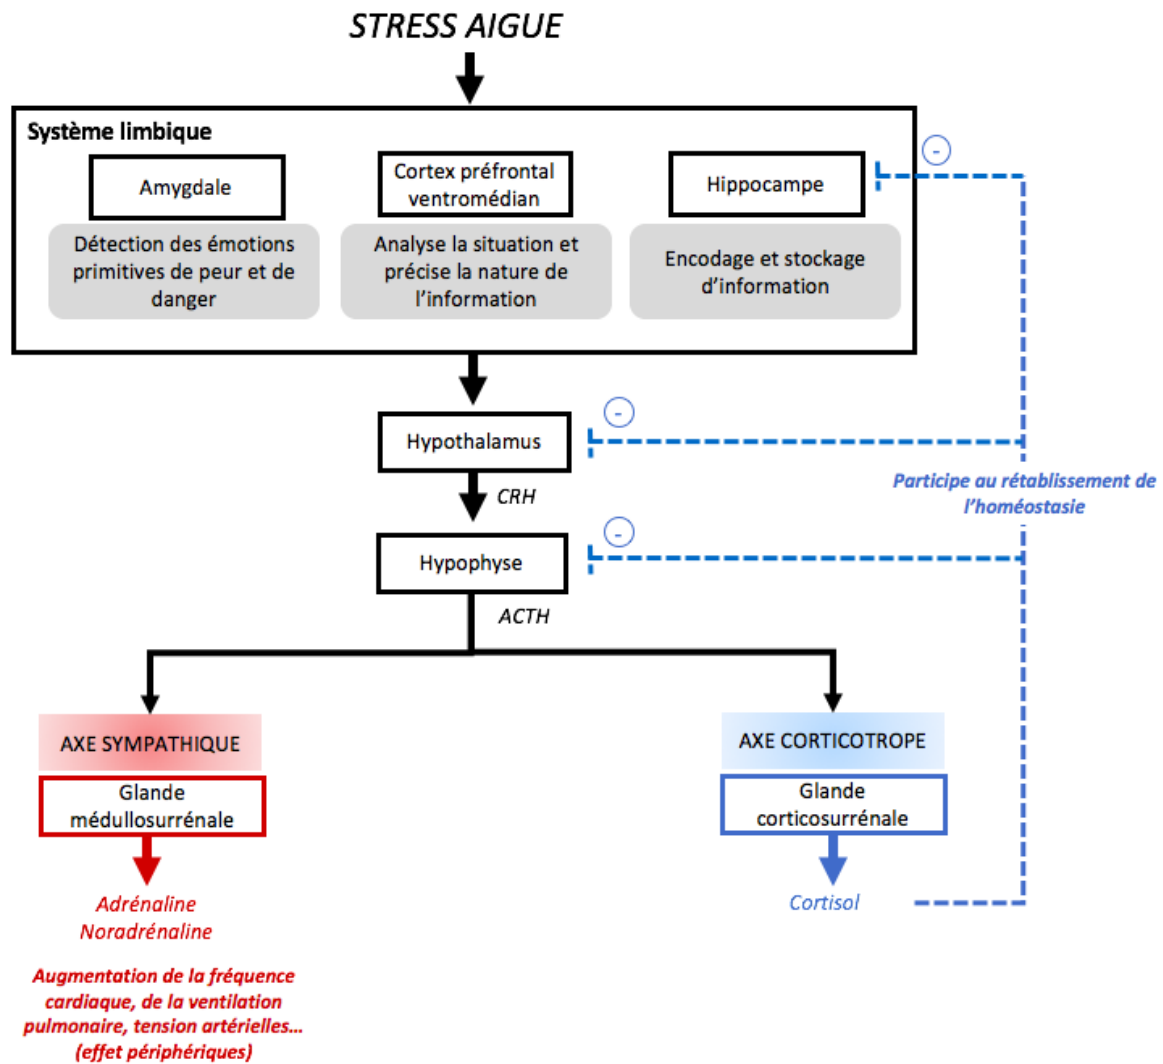 STRESS AIGUE
Système limbique
Amygdale
Détection des émotions
primitives de peur et de
danger
Cortex préfrontal
ventromédian
Analyse la situation et
précise la nature de
l'information
Hippocampe
Encodage et stockage
d'information
-
Hypothalamus
-
CRH
Participe au rétablissement de
l'homéostasie
Hypophyse
-
ACTH
AXE SYMPATHIQUE
Glande
médullosurrénale
Adrénaline
Noradrénaline
Augmentation de la fréquence
cardiaque, de la ventilation
pulmonaire, tension artérielles...
(effet périphériques)
AXE CORTICOTROPE
Glande
corticosurrénale
Cortisol